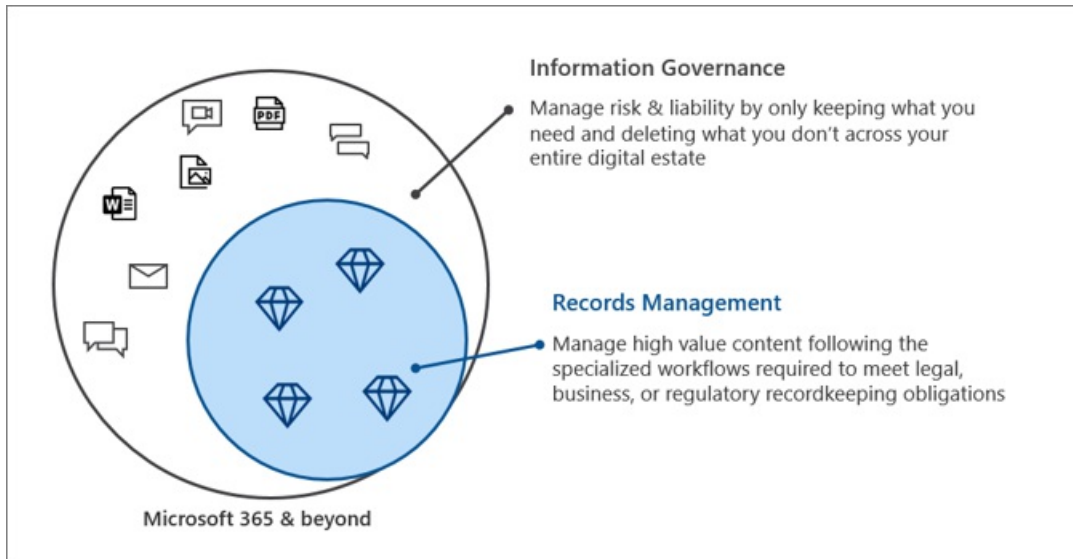 Information Governance
Manage risk & liability by only keeping what you
need and deleting what you don't across your
entire digital estate
PDF
W
Records Management
Manage high value content following the
specialized workflows required to meet legal,
business, or regulatory recordkeeping obligations
Microsoft 365 & beyond